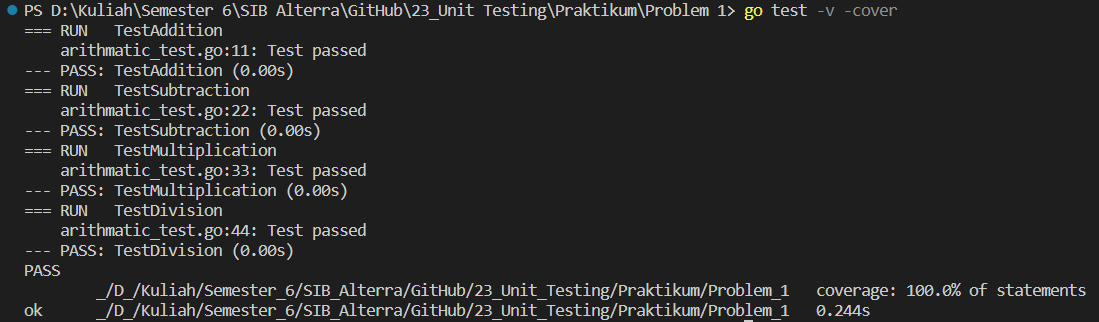 PS D:\Kuliah\Semester 6\SIB Alterra\GitHub\23_Unit Testing\Praktikum\Problem 1> go test -v -cover
=== RUN   TestAddition
    arithmatic_test.go:11: Test passed
--- PASS: TestAddition (0.00s)
=== RUN   TestSubtraction
    arithmatic_test.go:22: Test passed
--- PASS: TestSubtraction (0.00s)
=== RUN   TestMultiplication
    arithmatic_test.go:33: Test passed
--- PASS: TestMultiplication (0.00s)
=== RUN   TestDivision
    arithmatic_test.go:44: Test passed
--- PASS: TestDivision (0.00s)
PASS
        _/D_/Kuliah/Semester_6/SIB_Alterra/GitHub/23_Unit_Testing/Praktikum/Problem_1   coverage: 100.0% of statements
ok      _/D_/Kuliah/Semester_6/SIB_Alterra/GitHub/23_Unit_Testing/Praktikum/Problem_1   0.244s